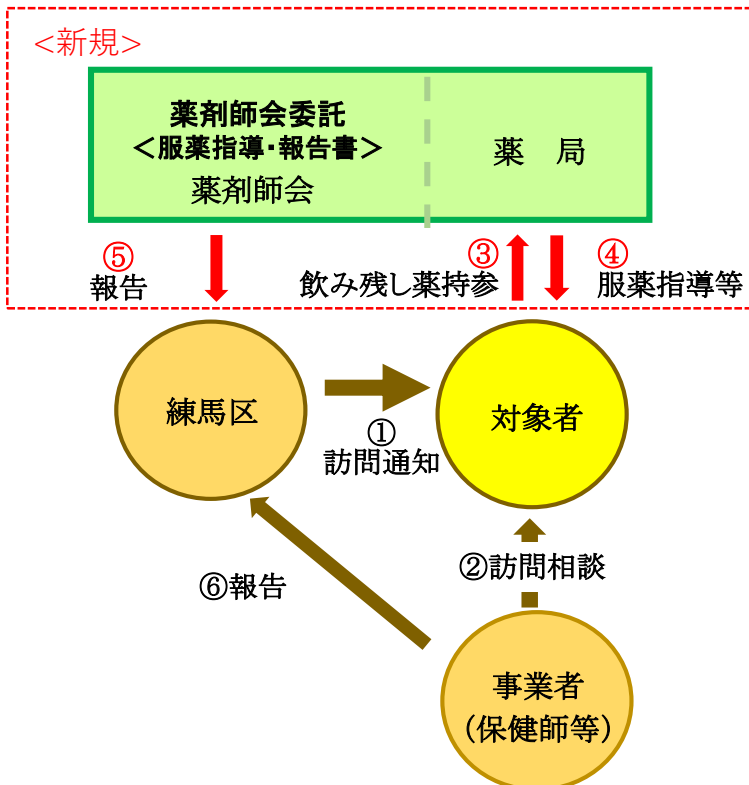 <新規>
薬剤師会委託
<服薬指導・報告書>
薬剤師会
薬 局
⑤
報告
③
飲み残し薬持参
④
服薬指導等
練馬区
対象者
①
訪問通知
②訪問相談
⑥報告
事業者
(保健師等)